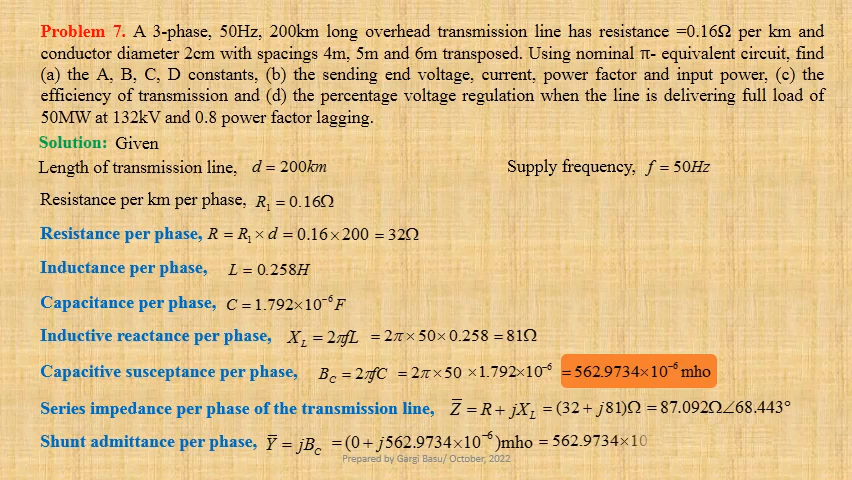 Problem 7. A 3-phase, 50Hz, 200km long overhead transmission line has resistance =0.16Ω per km and
conductor diameter 2cm with spacings 4m, 5m and 6m transposed. Using nominal π- equivalent circuit, find
(a) the A, B, C, D constants, (b) the sending end voltage, current, power factor and input power, (c) the
efficiency of transmission and (d) the percentage voltage regulation when the line is delivering full load of
50MW at 132kV and 0.8 power factor lagging.
Solution: Given
Length of transmission line, d = 200km Supply frequency, f = 50Hz
Resistance per km per phase, R₁ = 0.16Ω
Resistance per phase, R = R₁ × d = 0.16 × 200 = 32Ω
Inductance per phase, L = 0.258H
Capacitance per phase, C = 1.792×10⁻⁶ F
Inductive reactance per phase, X_L = 2πfL = 2π × 50 × 0.258 = 81Ω
Capacitive susceptance per phase, B_C = 2πfC = 2π × 50 × 1.792×10⁻⁶ = 562.9734×10⁻⁶ mho
Series impedance per phase of the transmission line, Z̅ = R + jX_L = (32 + j81)Ω = 87.092Ω∠68.443°
Shunt admittance per phase, Y̅ = jB_C = (0 + j562.9734×10⁻⁶)mho = 562.9734×10
Prepared by Gargi Basu/ October, 2022